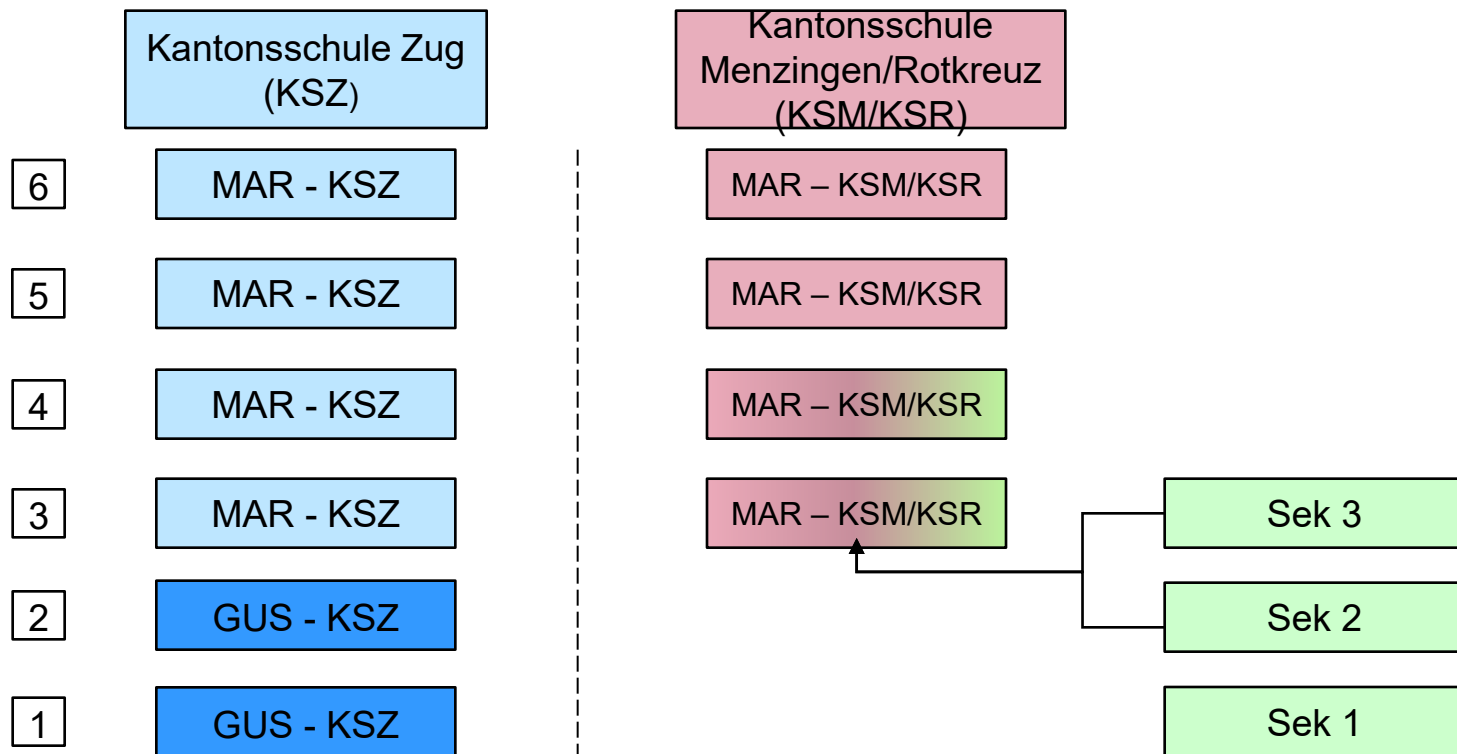 Kantonsschule Zug
(KSZ)
Kantonsschule
Menzingen/Rotkreuz
(KSM/KSR)
6
MAR - KSZ
MAR – KSM/KSR
5
MAR - KSZ
MAR – KSM/KSR
4
MAR - KSZ
MAR – KSM/KSR
3
MAR - KSZ
MAR – KSM/KSR
Sek 3
2
GUS - KSZ
Sek 2
1
GUS - KSZ
Sek 1